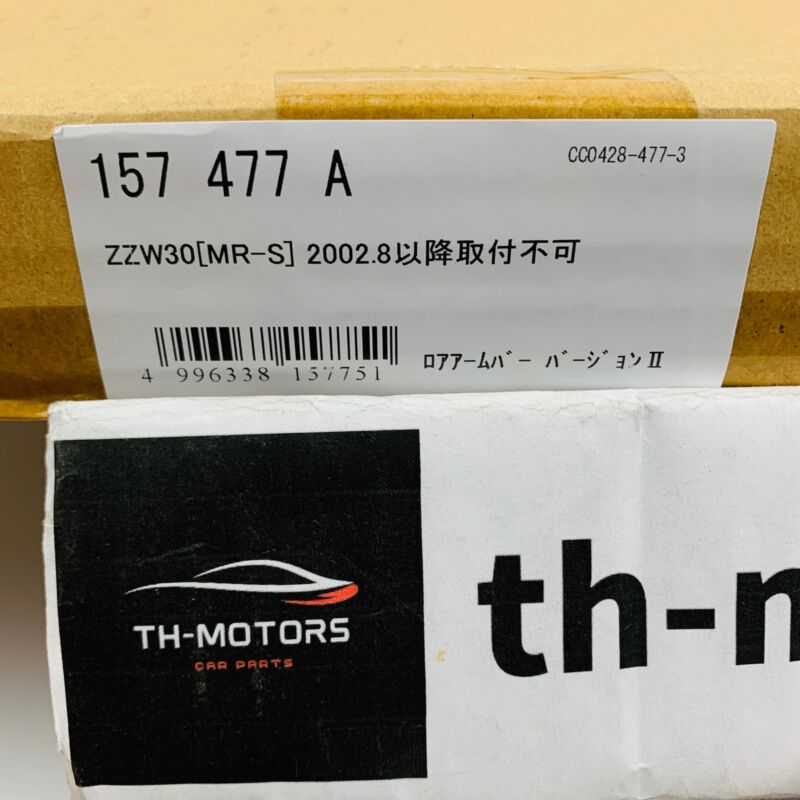 157 477 A
CC0428-477-3
ZZW30[MR-S] 2002.8以降取付不可
4 996338 157751
ﾛｱｱｰﾑﾊﾞｰ ﾊﾞｰｼﾞｮﾝⅡ
TH-MOTORS
CAR PARTS
th-m